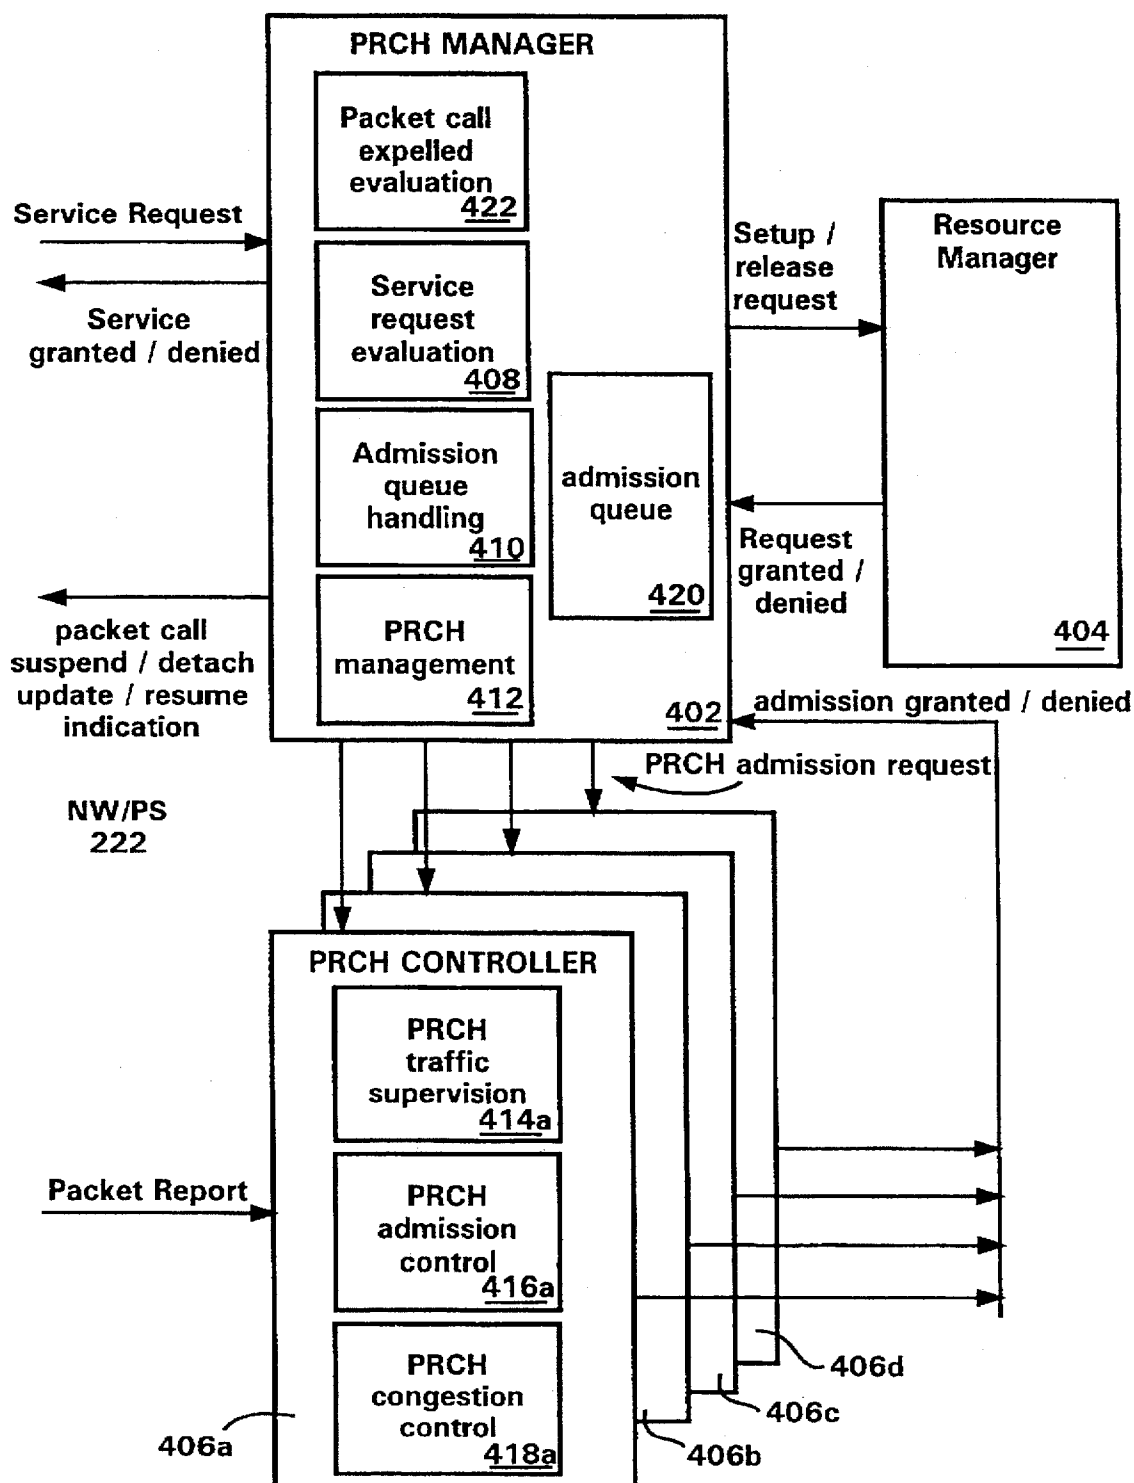 PRCH MANAGER
Packet call
expelled
evaluation
422
Service Request
Service
granted / denied
Service
request
evaluation
408
Setup /
release
request
Resource
Manager
Admission
queue
handling
410
admission
queue
420
Request
granted /
denied
404
packet call
suspend / detach
update / resume
indication
PRCH
management
412
402
admission granted / denied
PRCH admission request
NW/PS
222
PRCH CONTROLLER
PRCH
traffic
supervision
414a
Packet Report
PRCH
admission
control
416a
PRCH
congestion
control
418a
406a
406b
406c
406d